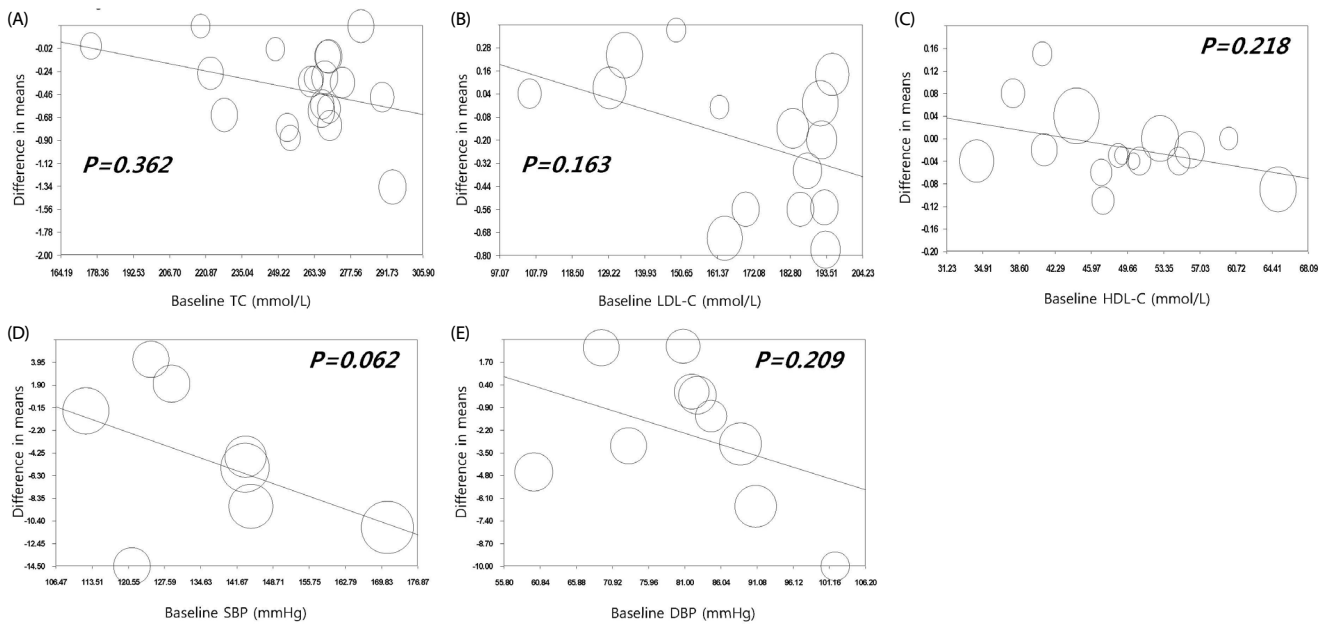 (A)
Difference in means
-0.02
-0.24
-0.46
-0.68
-0.90
-1.12
-1.34
-1.56
-1.78
-2.00
P=0.362
164.19 178.36 192.53 206.70 220.87 235.04 249.22 263.39 277.56 291.73 305.90
Baseline TC (mmol/L)
(B)
Difference in means
0.28
0.16
0.04
-0.08
-0.20
-0.32
-0.44
-0.56
-0.68
-0.80
P=0.163
97.07 107.79 118.50 129.22 139.93 150.65 161.37 172.08 182.80 193.51 204.23
Baseline LDL-C (mmol/L)
(C)
Difference in means
0.16
0.12
0.08
0.04
0.00
-0.04
-0.08
-0.12
-0.16
-0.20
P=0.218
31.23 34.91 38.60 42.29 45.97 49.66 53.35 57.03 60.72 64.41 68.09
Baseline HDL-C (mmol/L)
(D)
Difference in means
3.95
1.90
-0.15
-2.20
-4.25
-6.30
-8.35
-10.40
-12.45
-14.50
P=0.062
106.47 113.51 120.55 127.59 134.63 141.67 148.71 155.75 162.79 169.83 176.87
Baseline SBP (mmHg)
(E)
Difference in means
1.70
0.40
-0.90
-2.20
-3.50
-4.80
-6.10
-7.40
-8.70
-10.00
P=0.209
55.80 60.84 65.88 70.92 75.96 81.00 86.04 91.08 96.12 101.16 106.20
Baseline DBP (mmHg)